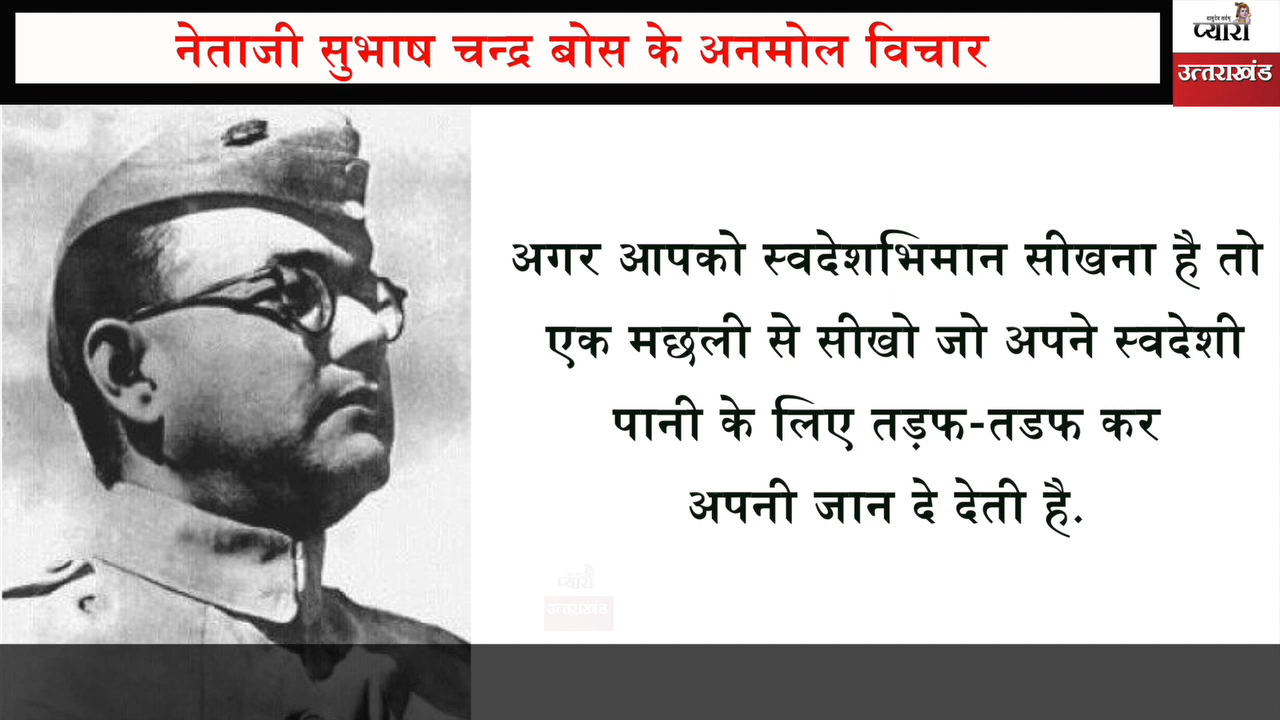 नेताजी सुभाष चन्द्र बोस के अनमोल विचार
प्यारा
उत्तराखंड
अगर आपको स्वदेशभिमान सीखना है तो
एक मछली से सीखो जो अपने स्वदेशी
पानी के लिए तड़फ-तडफ कर
अपनी जान दे देती है.
प्यारा
उत्तराखंड